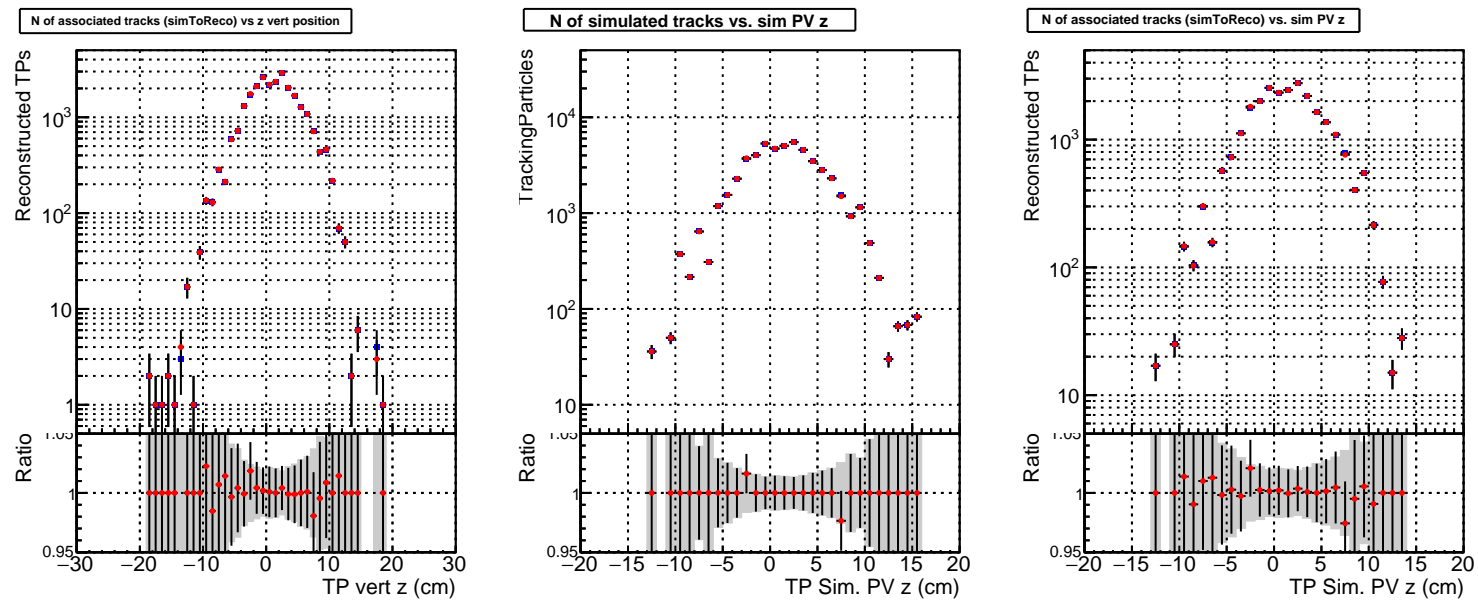 N of associated tracks (simToReco) vs z vert position
Reconstructed TPs
10³
10²
10
1
Ratio
1.05
1
0.95
−30 −20 −10 0 10 20 30
TP vert z (cm)
N of simulated tracks vs. sim PV z
TrackingParticles
10⁴
10³
10²
10
Ratio
1.05
1
0.95
−20 −15 −10 −5 0 5 10 15 20
TP Sim. PV z (cm)
N of associated tracks (simToReco) vs. sim PV z
Reconstructed TPs
10³
10²
10
Ratio
1.05
1
0.95
−20 −15 −10 −5 0 5 10 15 20
TP Sim. PV z (cm)